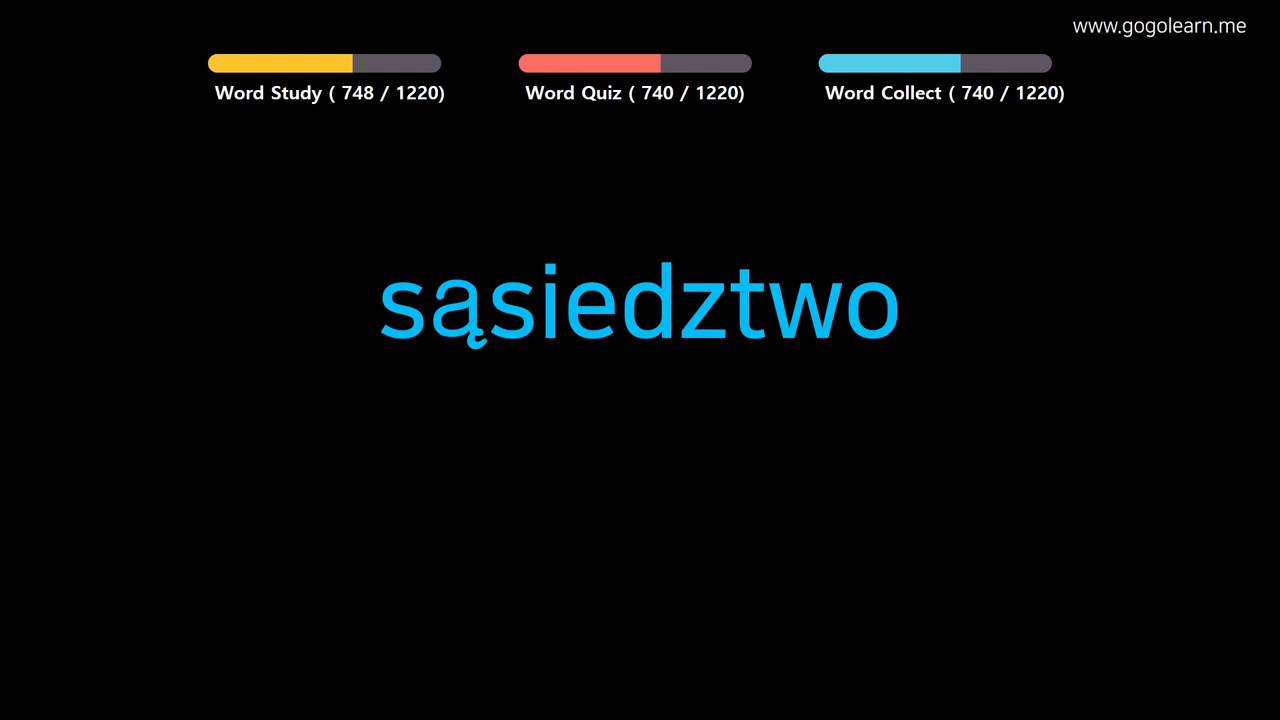 www.gogolearn.me
Word Study ( 748 / 1220)
Word Quiz ( 740 / 1220)
Word Collect ( 740 / 1220)
sąsiedztwo